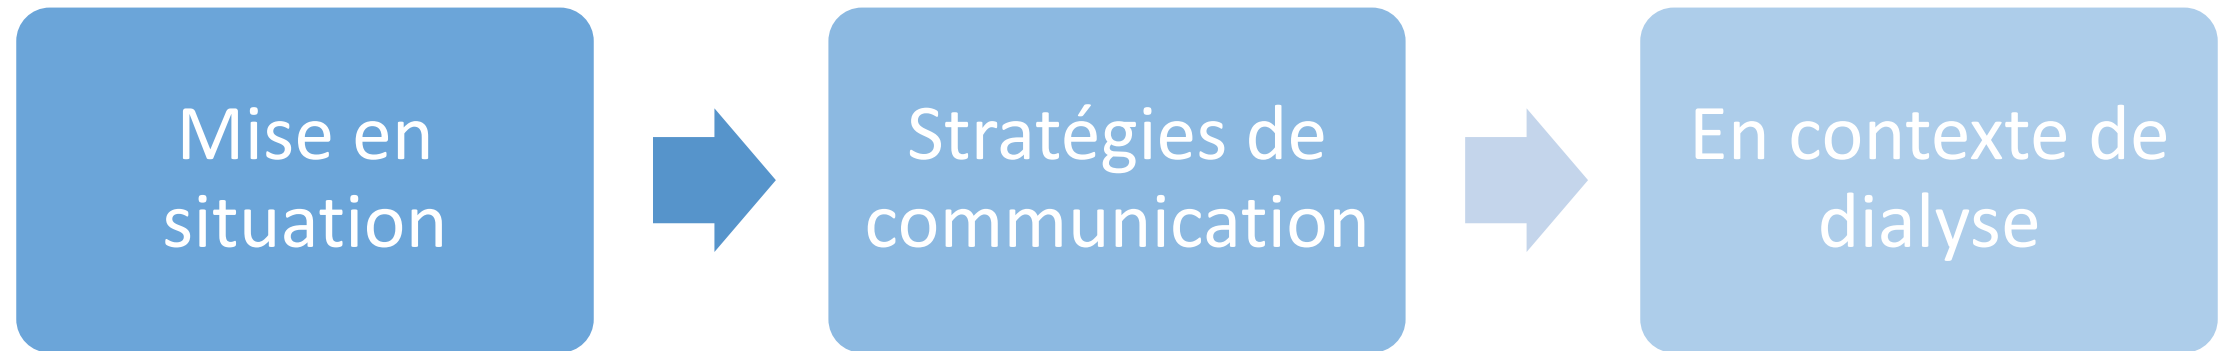 Mise en
situation
Stratégies de
communication
En contexte de
dialyse